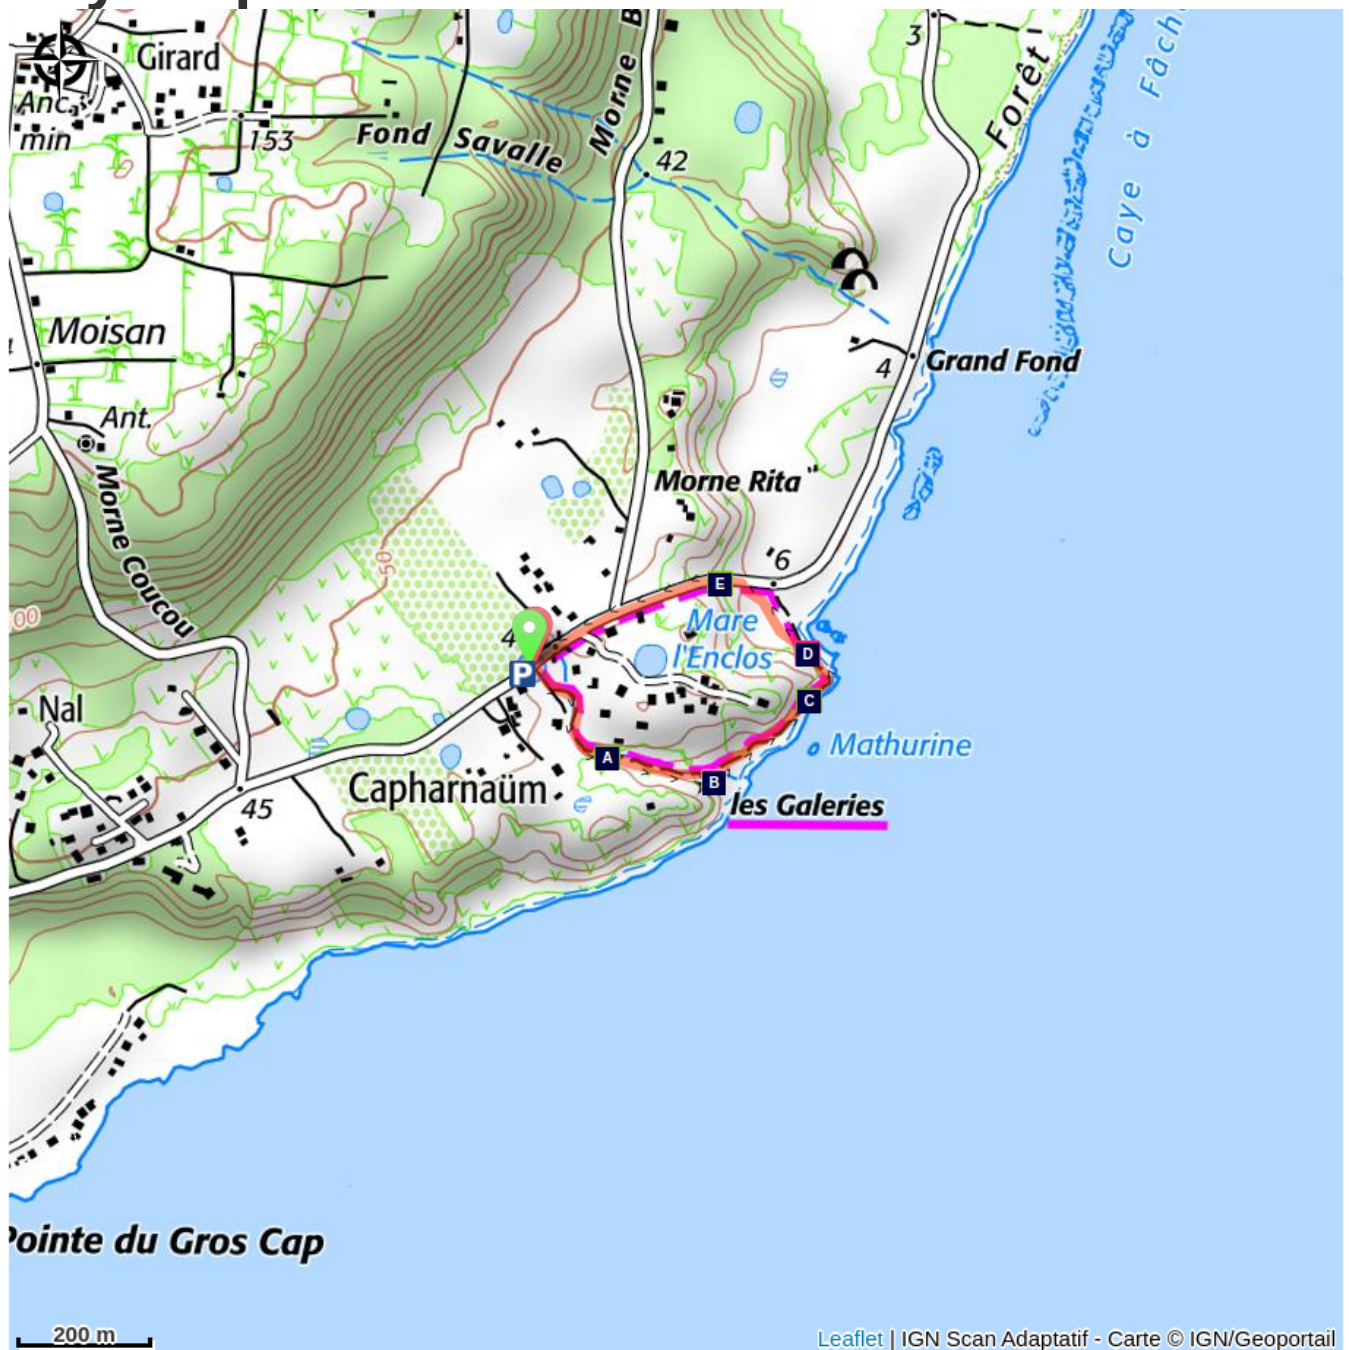 Girard
Anc.
min
153
Fond Savalle
Morne B
42
3
Forêt
Caye à Fâch
Moisan
Ant.
Morne Coucou
4
Grand Fond
Morne Rita
50
6
E
Mare
l'Enclos
D
C
4
P
A
B
Mathurine
les Galeries
00
Nal
Capharnaüm
45
Pointe du Gros Cap
200 m
Leaflet | IGN Scan Adaptatif - Carte © IGN/Geoportail